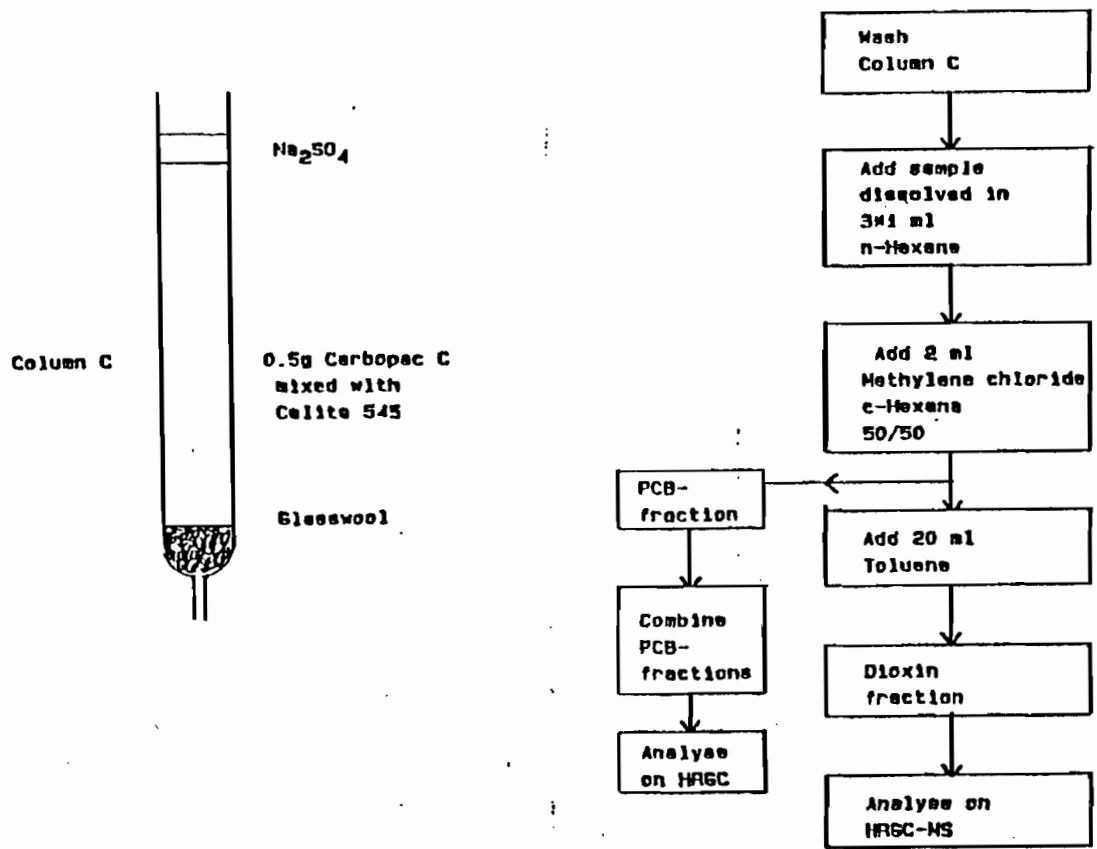 Wash
Column C
Na2SO4
Add sample
dissolved in
3*1 ml
n-Hexane
Column C
0.5g Carbopac C
mixed with
Celite 545
Add 2 ml
Methylene chloride
c-Hexane
50/50
PCB-
fraction
Glasswool
Add 20 ml
Toluene
Combine
PCB-
fractions
Dioxin
fraction
Analyse
on HRGC
Analyse on
HRGC-MS